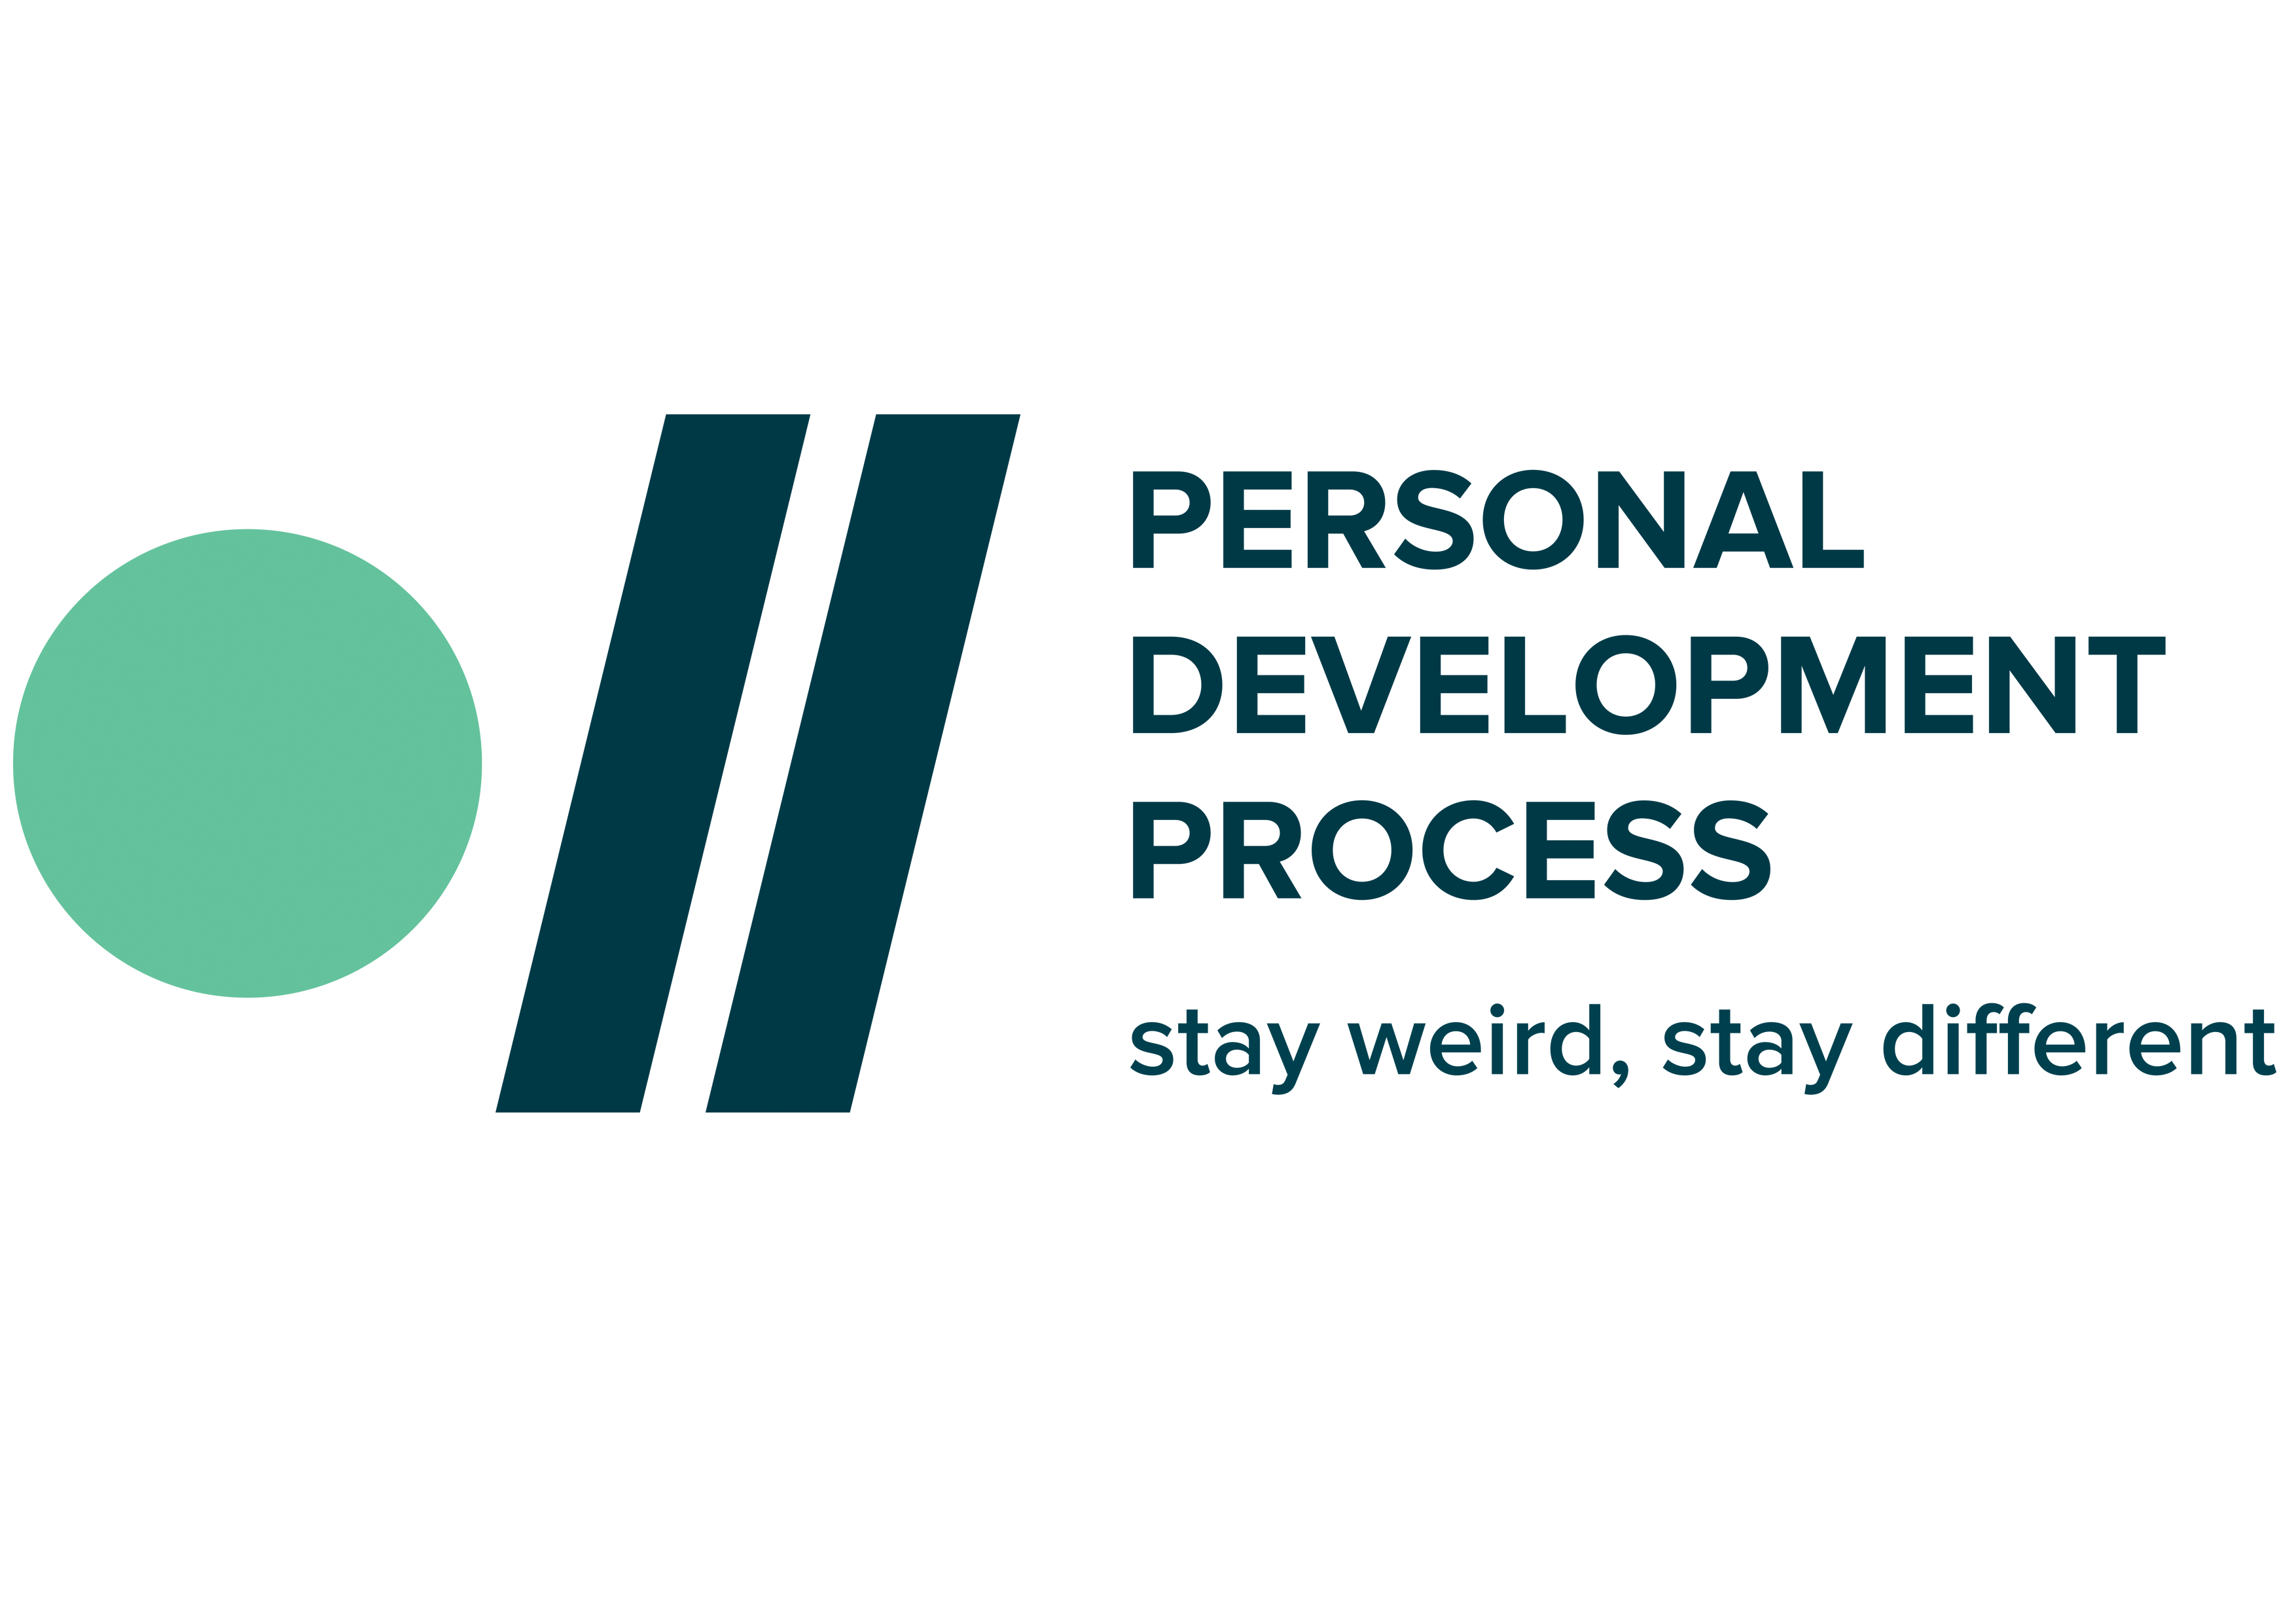 PERSONAL
DEVELOPMENT
PROCESS
stay weird, stay different